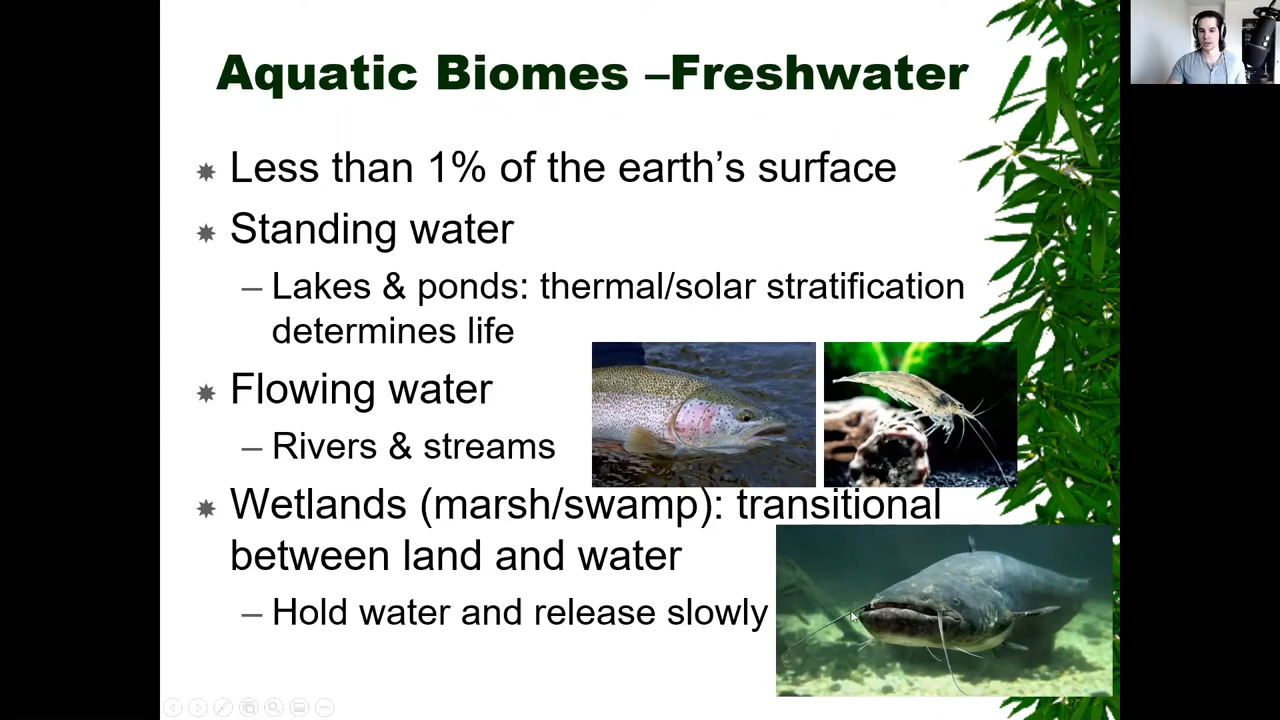 Aquatic Biomes –Freshwater
Less than 1% of the earth’s surface
Standing water
– Lakes & ponds: thermal/solar stratification
determines life
Flowing water
– Rivers & streams
Wetlands (marsh/swamp): transitional
between land and water
– Hold water and release slowly